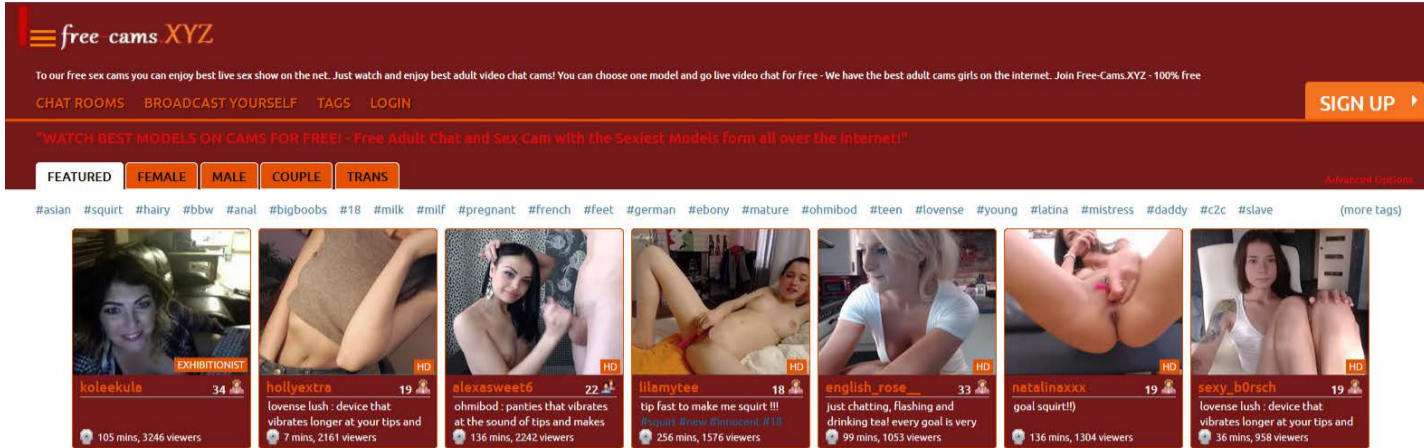 free-cams.XYZ
To our free sex cams you can enjoy best live sex show on the net. Just watch and enjoy best adult video chat cams! You can choose one model and go live video chat for free - We have the best adult cams girls on the internet. Join Free-Cams.XYZ - 100% free
CHAT ROOMS BROADCAST YOURSELF TAGS LOGIN
SIGN UP
"WATCH BEST MODELS ON CAMS FOR FREE! - Free Adult Chat and Sex Cam with the Sexiest Models form all over the Internet!"
FEATURED FEMALE MALE COUPLE TRANS
Advanced Options
#asian #squirt #hairy #bbw #anal #bigboobs #18 #milk #milf #pregnant #french #feet #german #ebony #mature #ohmibod #teen #lovense #young #latina #mistress #daddy #c2c #slave (more tags)
EXHIBITIONIST
koleekula 34
105 mins, 3246 viewers
HD
hollyextra 19
lovense lush : device that
vibrates longer at your tips and
7 mins, 2161 viewers
HD
alexasweet6 22
ohmibod : panties that vibrates
at the sound of tips and makes
136 mins, 2242 viewers
HD
lilamytee 18
tip fast to make me squirt !!!
#squirt #new #innocent #18
256 mins, 1576 viewers
HD
english_rose__ 33
just chatting, flashing and
drinking tea! every goal is very
99 mins, 1053 viewers
HD
natalinaxxx 19
goal squirt!!)
136 mins, 1304 viewers
HD
sexy_b0rsch 19
lovense lush : device that
vibrates longer at your tips and
36 mins, 958 viewers